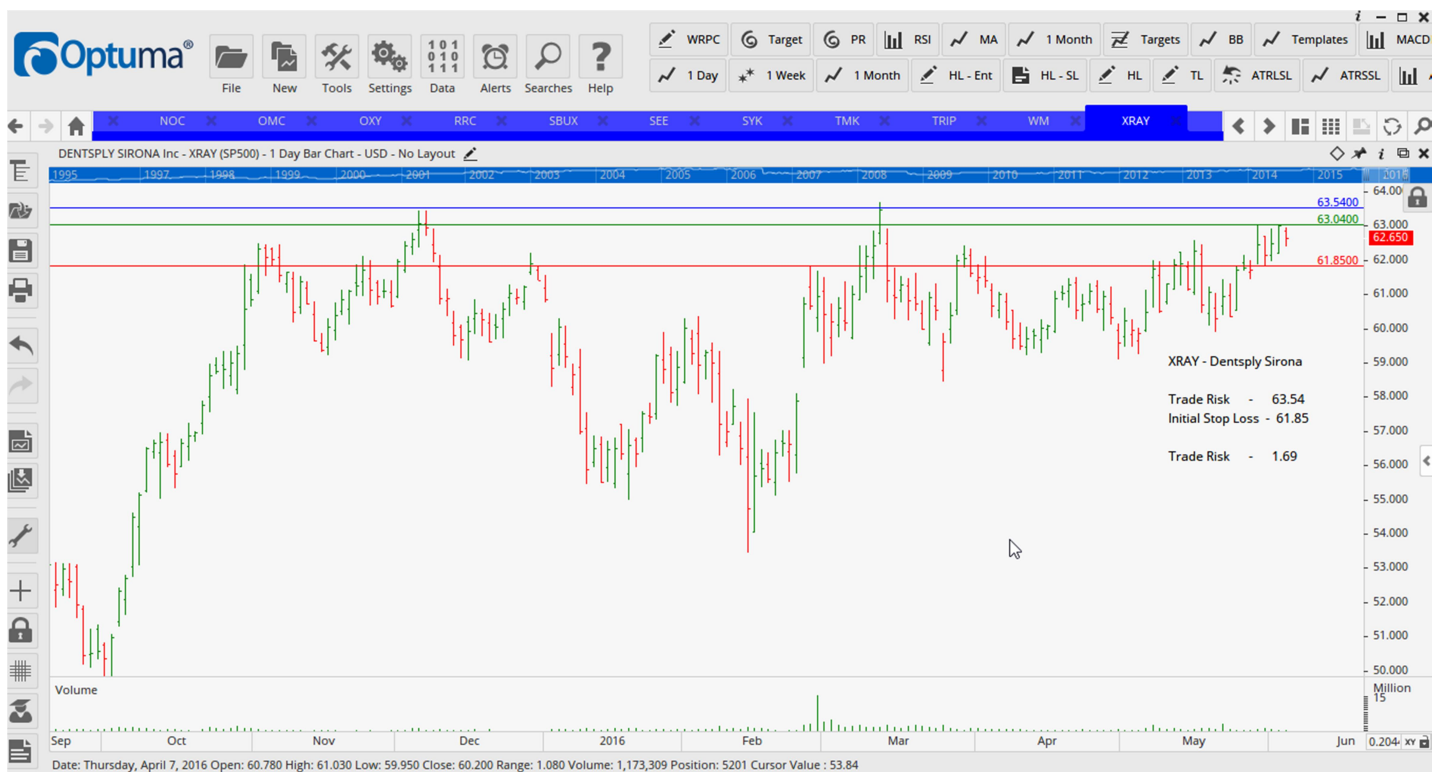 Optuma®
File New Tools Settings Data Alerts Searches Help
WRPC Target PR RSI MA 1 Month Targets BB Templates MACD
1 Day 1 Week 1 Month HL - Ent HL - SL HL TL ATRLSL ATRSSL
NOC OMC OXY RRC SBUX SEE SYK TMK TRIP WM XRAY
DENTSPLY SIRONA Inc - XRAY (SP500) - 1 Day Bar Chart - USD - No Layout
1995 1997 1998 1999 2000 2001 2002 2003 2004 2005 2006 2007 2008 2009 2010 2011 2012 2013 2014 2015 2016
64.000
63.5400
63.0400
63.000
62.650
62.000
61.8500
61.000
60.000
59.000
XRAY - Dentsply Sirona
58.000
Trade Risk - 63.54
Initial Stop Loss - 61.85
57.000
Trade Risk - 1.69
56.000
55.000
54.000
53.000
52.000
51.000
50.000
Volume
Million
15
Sep Oct Nov Dec 2016 Feb Mar Apr May Jun 0.204 XY
Date: Thursday, April 7, 2016 Open: 60.780 High: 61.030 Low: 59.950 Close: 60.200 Range: 1.080 Volume: 1,173,309 Position: 5201 Cursor Value : 53.84